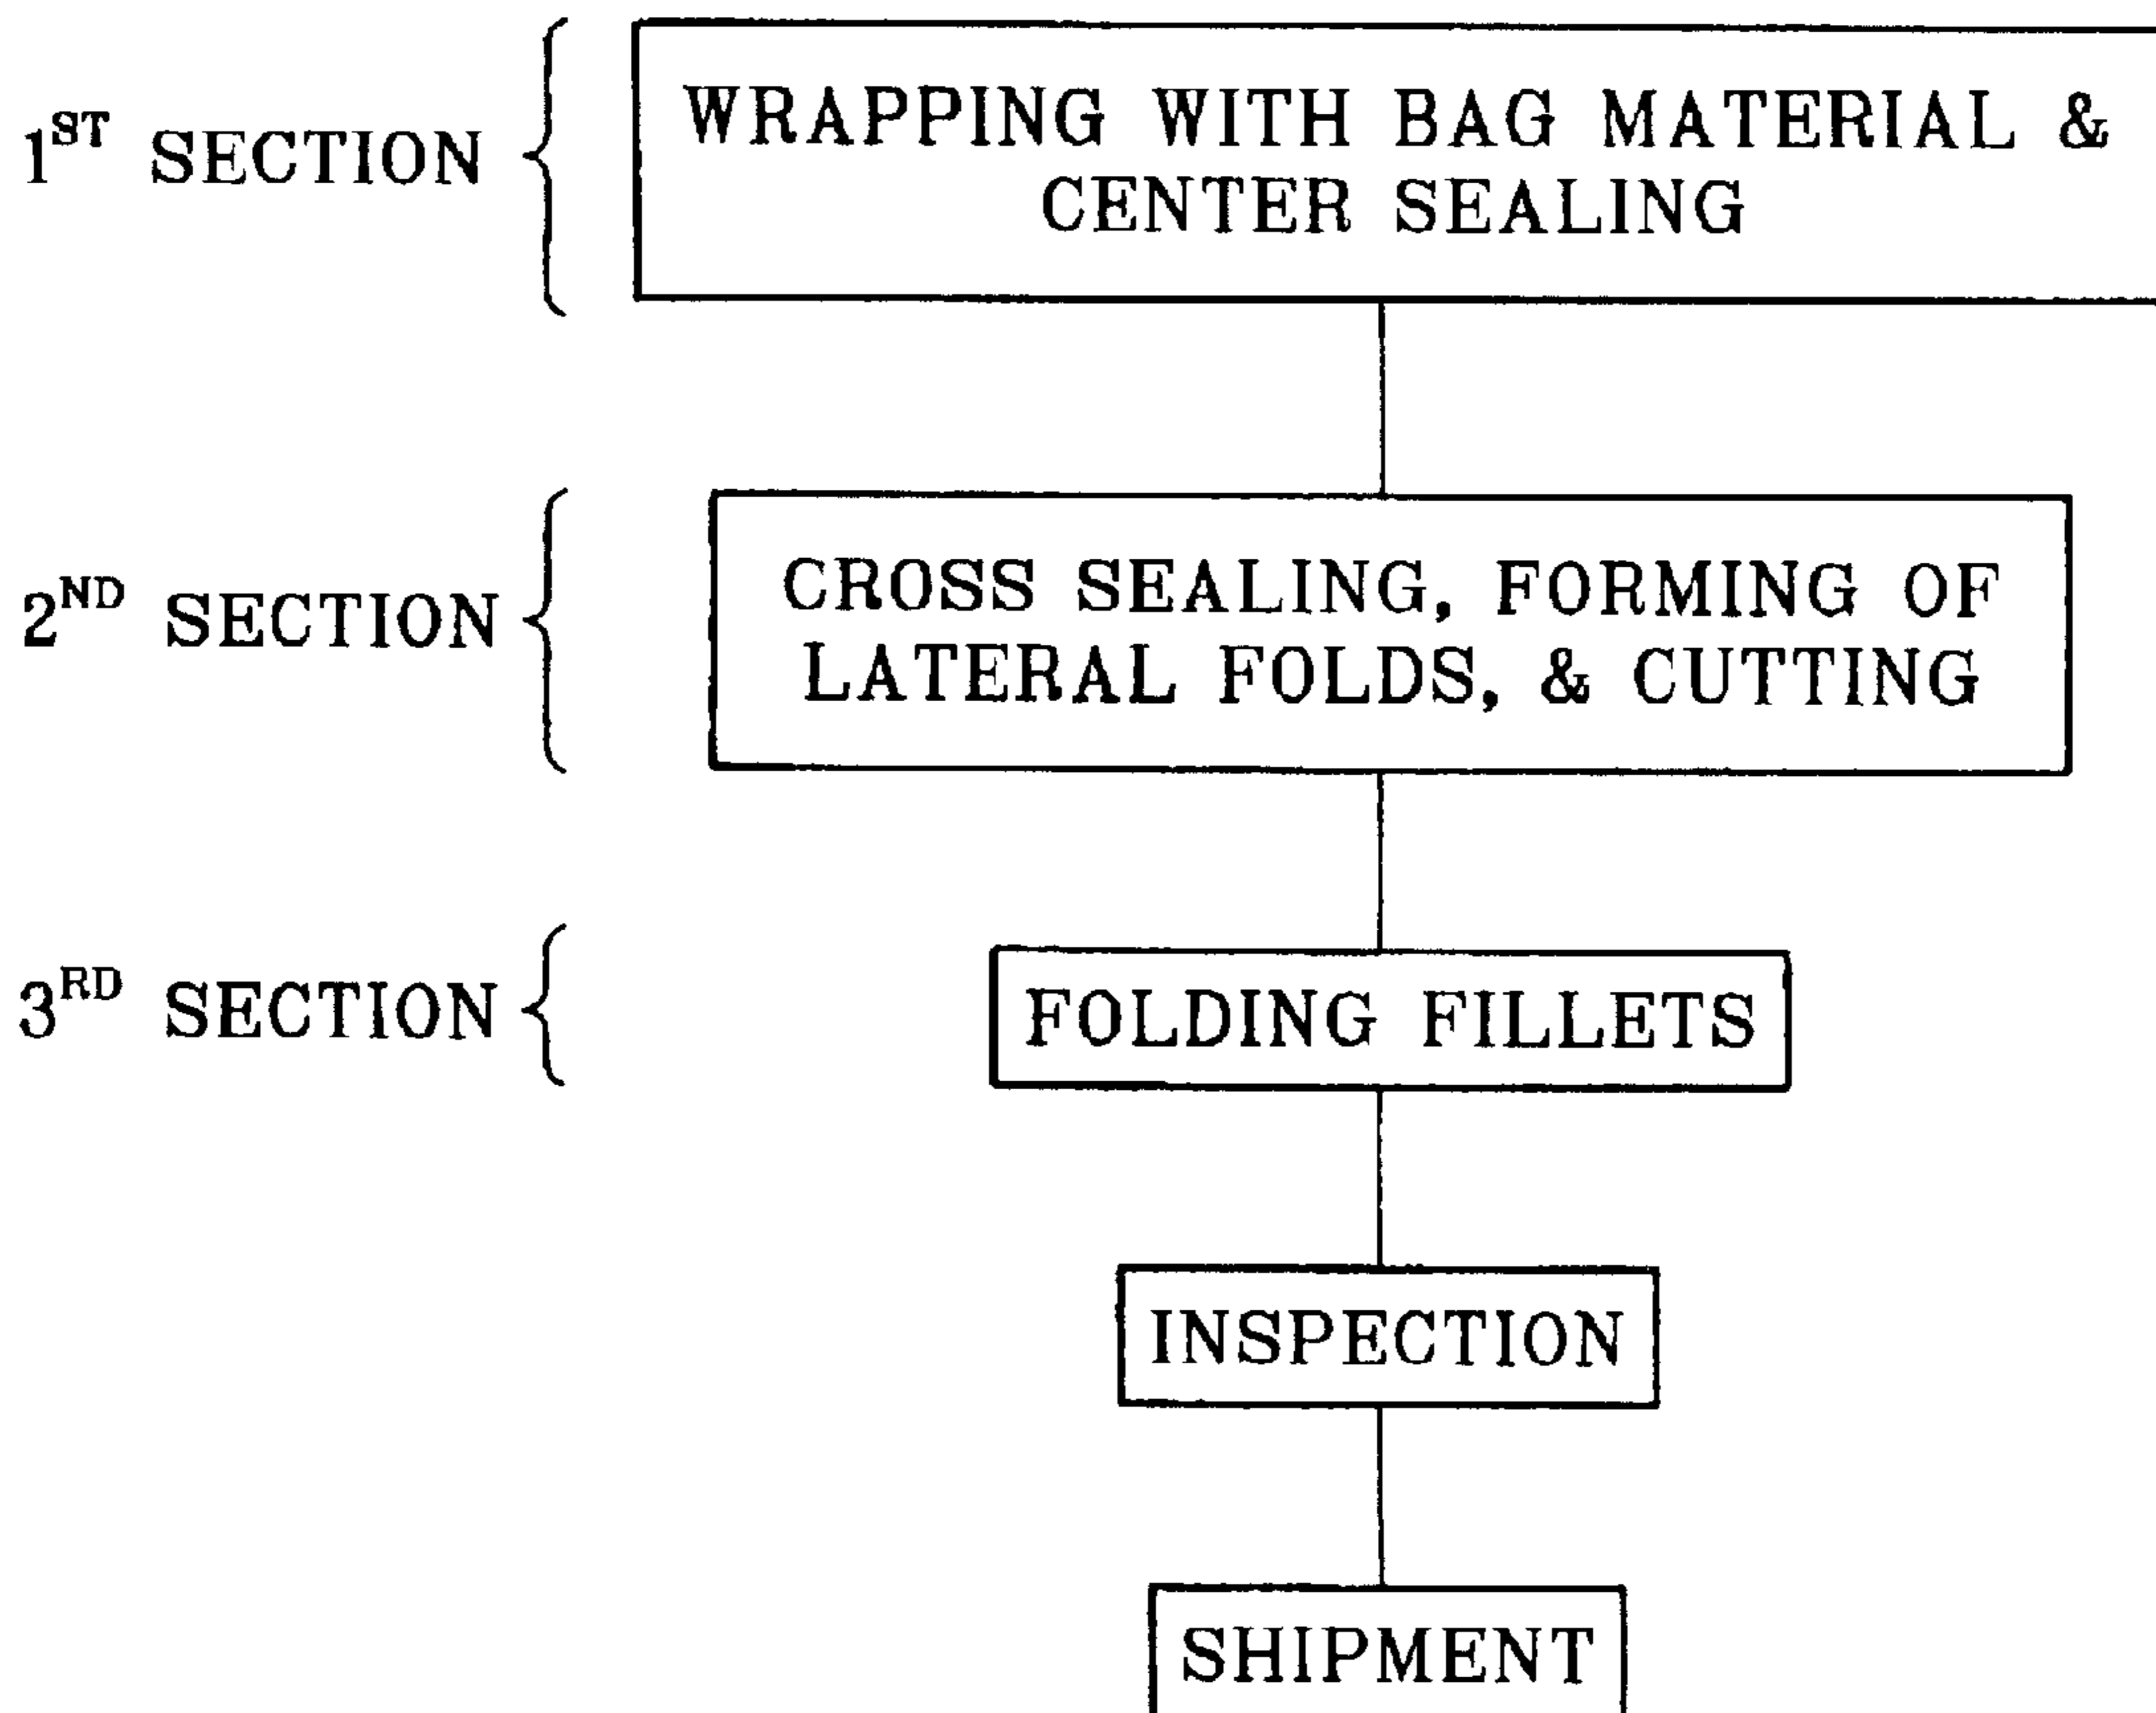 1ST SECTION
WRAPPING WITH BAG MATERIAL &
CENTER SEALING
2ND SECTION
CROSS SEALING, FORMING OF
LATERAL FOLDS, & CUTTING
3RD SECTION
FOLDING FILLETS
INSPECTION
SHIPMENT